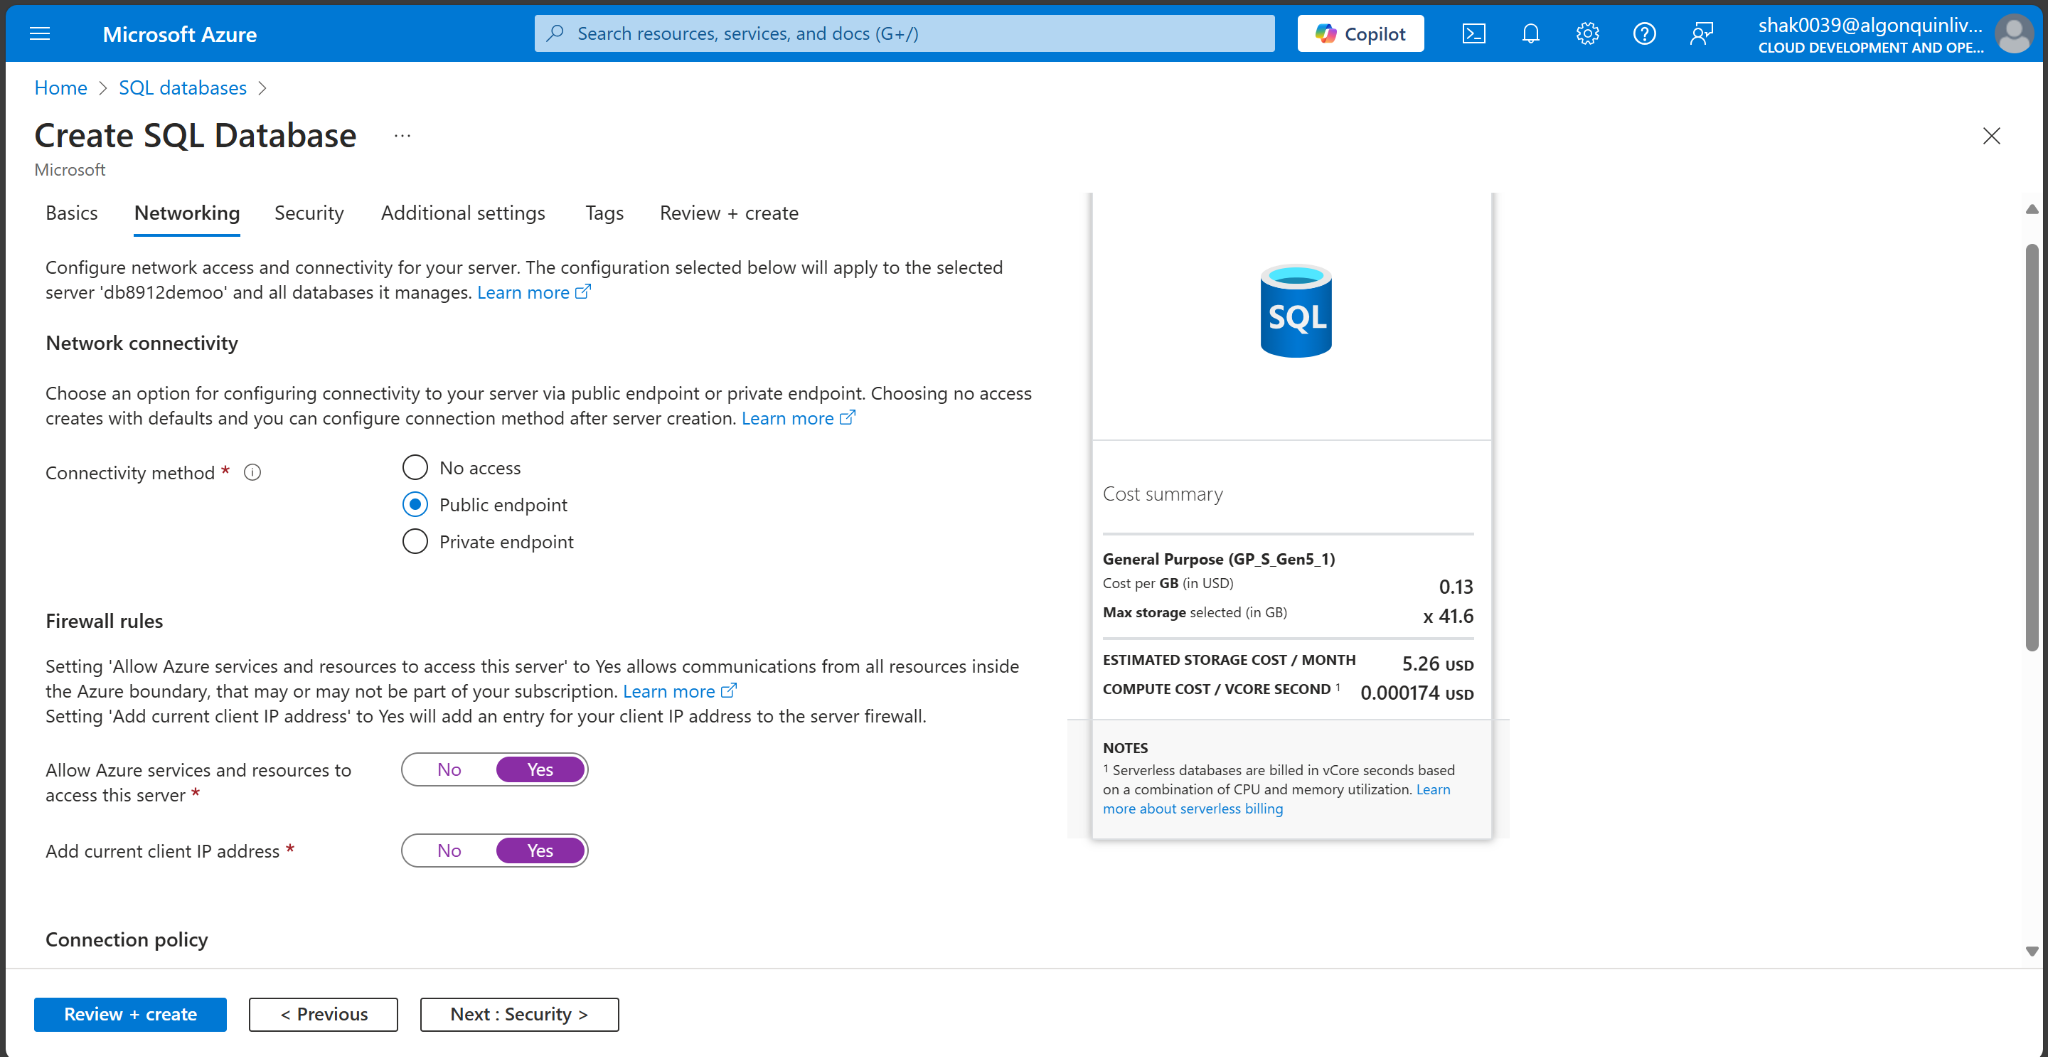 Microsoft Azure
Search resources, services, and docs (G+/)
Copilot
shak0039@algonquinliv...
CLOUD DEVELOPMENT AND OPE...
Home > SQL databases >
Create SQL Database ...
Microsoft
Basics Networking Security Additional settings Tags Review + create
Configure network access and connectivity for your server. The configuration selected below will apply to the selected
server 'db8912demoo' and all databases it manages. Learn more
Network connectivity
Choose an option for configuring connectivity to your server via public endpoint or private endpoint. Choosing no access
creates with defaults and you can configure connection method after server creation. Learn more
Connectivity method *
No access
Public endpoint
Private endpoint
Firewall rules
Setting 'Allow Azure services and resources to access this server' to Yes allows communications from all resources inside
the Azure boundary, that may or may not be part of your subscription. Learn more
Setting 'Add current client IP address' to Yes will add an entry for your client IP address to the server firewall.
Allow Azure services and resources to
access this server *
No Yes
Add current client IP address *
No Yes
Connection policy
SQL
Cost summary
General Purpose (GP_S_Gen5_1)
Cost per GB (in USD) 0.13
Max storage selected (in GB) x 41.6
ESTIMATED STORAGE COST / MONTH 5.26 USD
COMPUTE COST / VCORE SECOND 1 0.000174 USD
NOTES
1 Serverless databases are billed in vCore seconds based
on a combination of CPU and memory utilization. Learn
more about serverless billing
Review + create
< Previous
Next : Security >